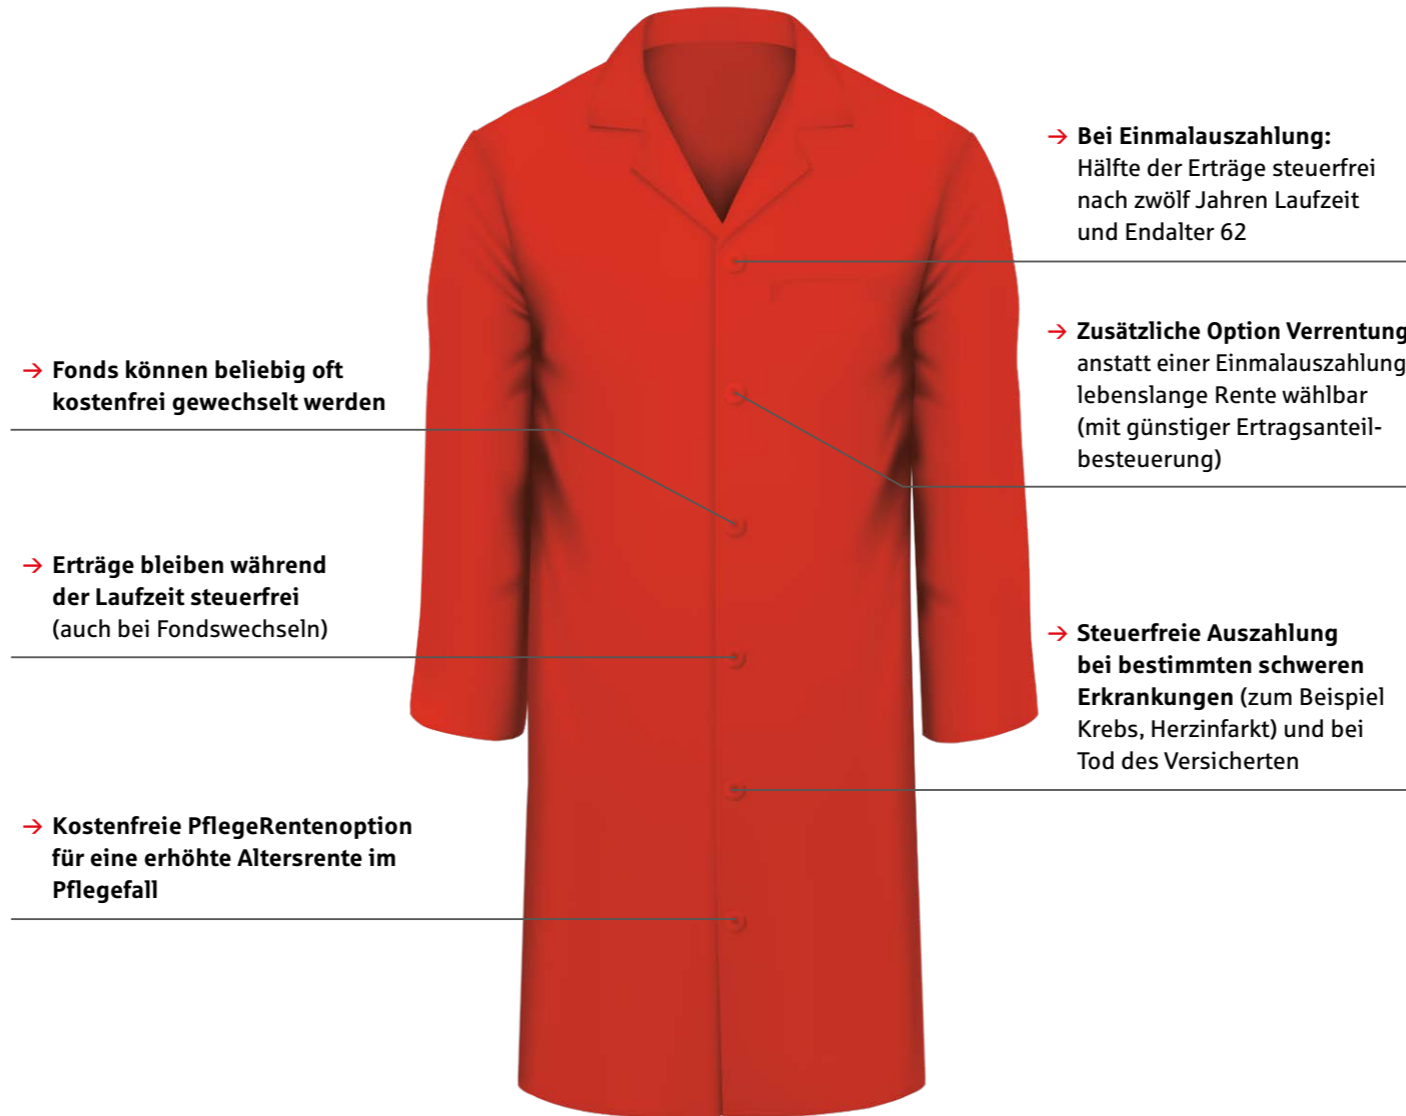 → Bei Einmalauszahlung:
Hälfte der Erträge steuerfrei
nach zwölf Jahren Laufzeit
und Endalter 62
→ Zusätzliche Option Verrentung
anstatt einer Einmalauszahlung
lebenslange Rente wählbar
(mit günstiger Ertragsanteil-
besteuerung)
→ Fonds können beliebig oft
kostenfrei gewechselt werden
→ Erträge bleiben während
der Laufzeit steuerfrei
(auch bei Fondswechseln)
→ Steuerfreie Auszahlung
bei bestimmten schweren
Erkrankungen (zum Beispiel
Krebs, Herzinfarkt) und bei
Tod des Versicherten
→ Kostenfreie PflegeRentenoption
für eine erhöhte Altersrente im
Pflegefall